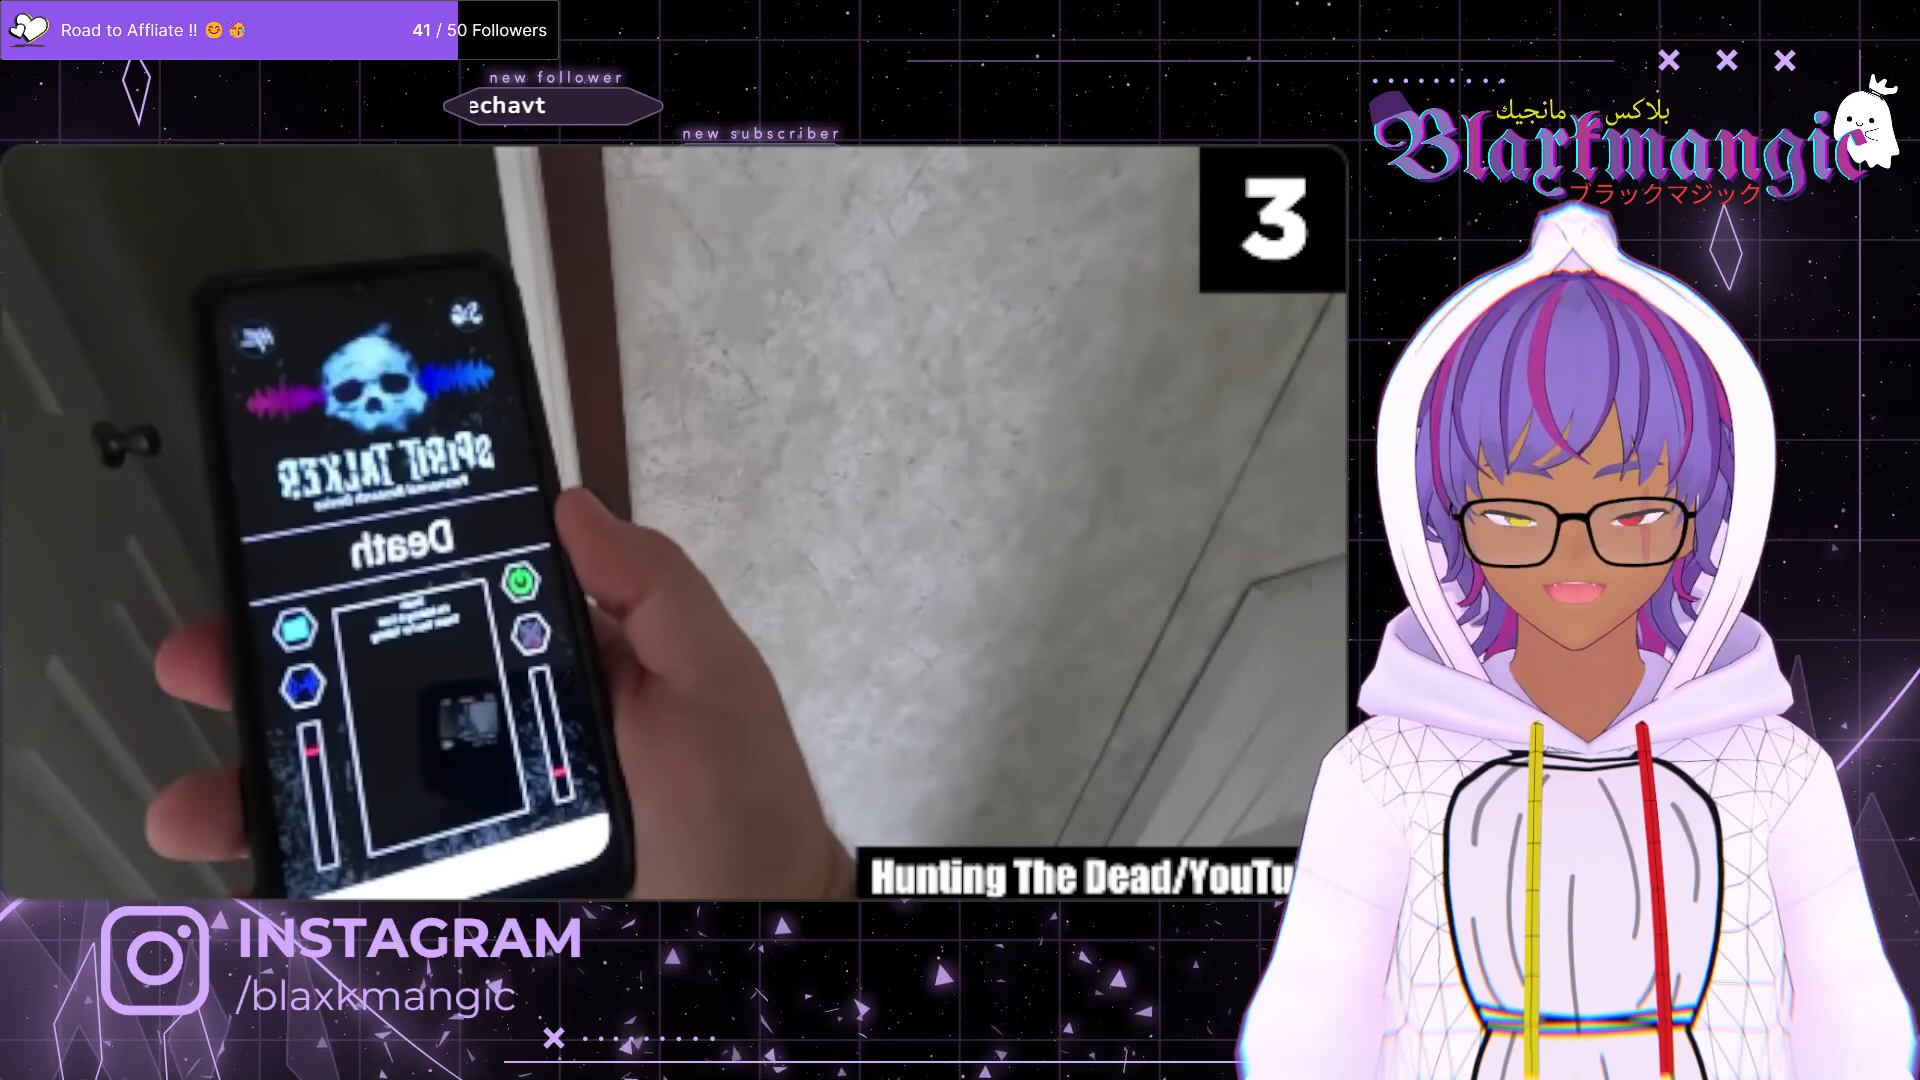 Road to Affliate !! 😊 🥳
41 / 50 Followers
new follower
echavt
new subscriber
بلاكس مانجيك
Blaxkmangic
ブラックマジック
3
SPIRIT TALKER
Death
Hunting The Dead/YouTu
INSTAGRAM
/blaxkmangic